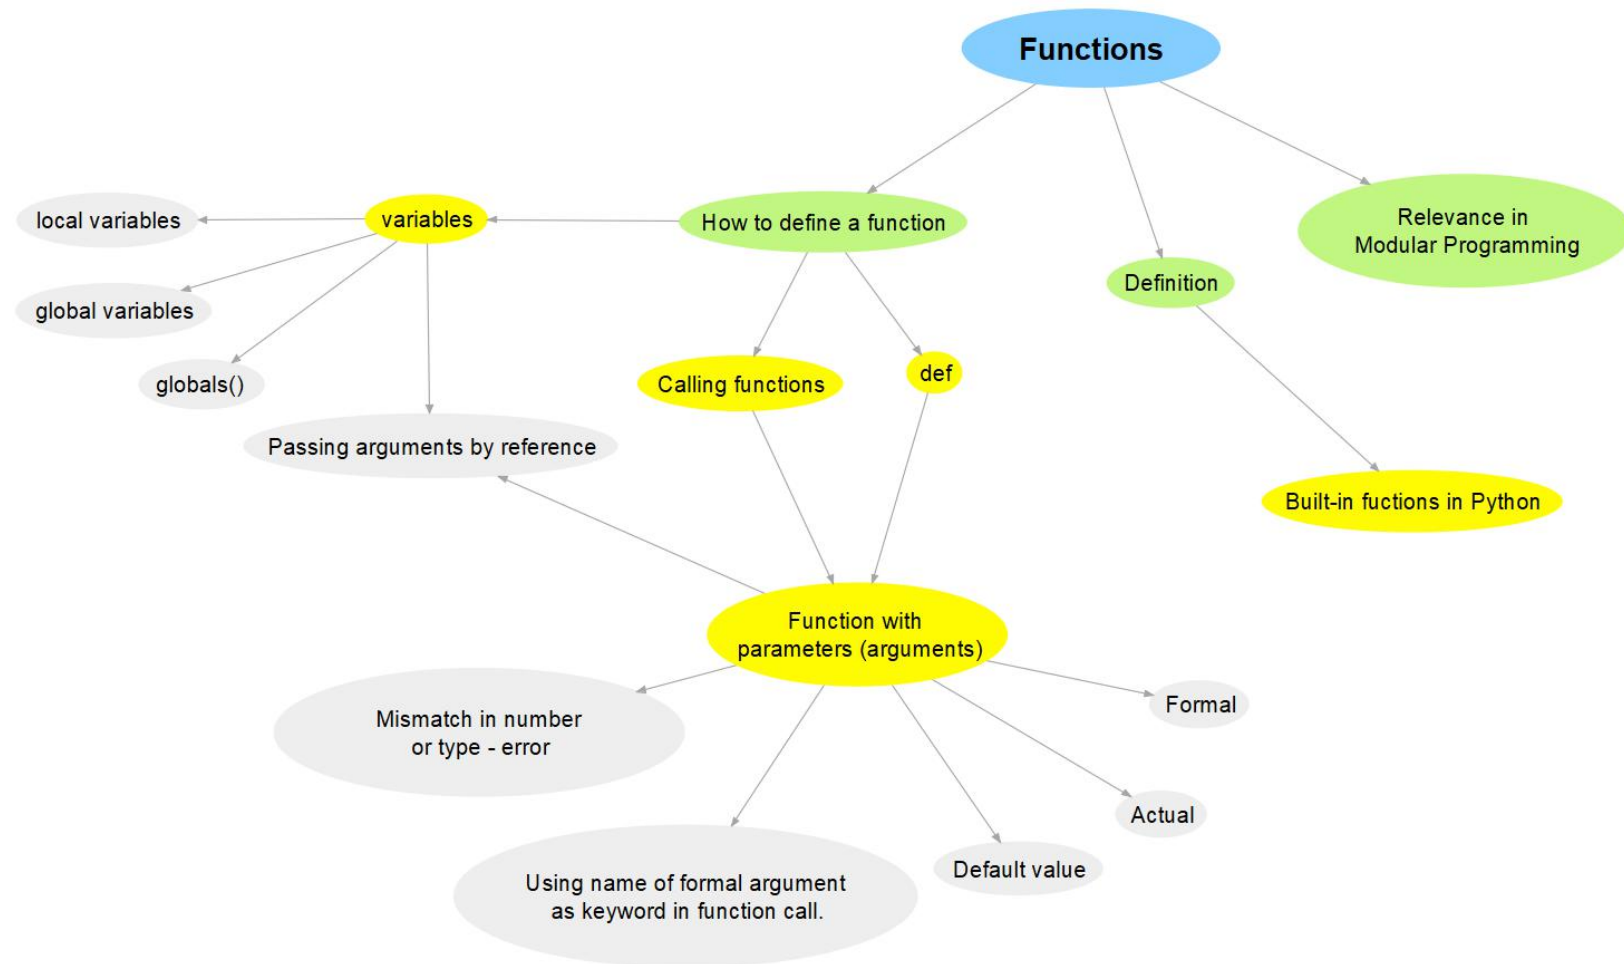 Functions
How to define a function
Definition
Relevance in
Modular Programming
variables
local variables
global variables
globals()
Passing arguments by reference
Calling functions
def
Built-in fuctions in Python
Function with
parameters (arguments)
Mismatch in number
or type - error
Using name of formal argument
as keyword in function call.
Default value
Actual
Formal